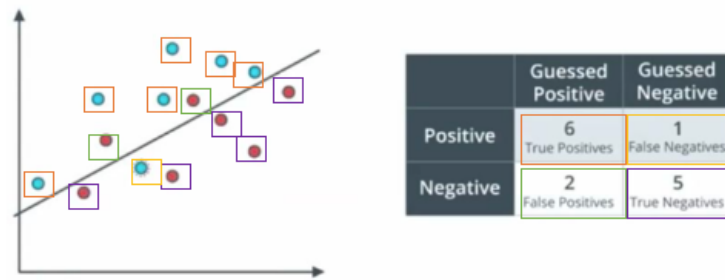 Guessed Positive
Guessed Negative
Positive
6
True Positives
1
False Negatives
Negative
2
False Positives
5
True Negatives